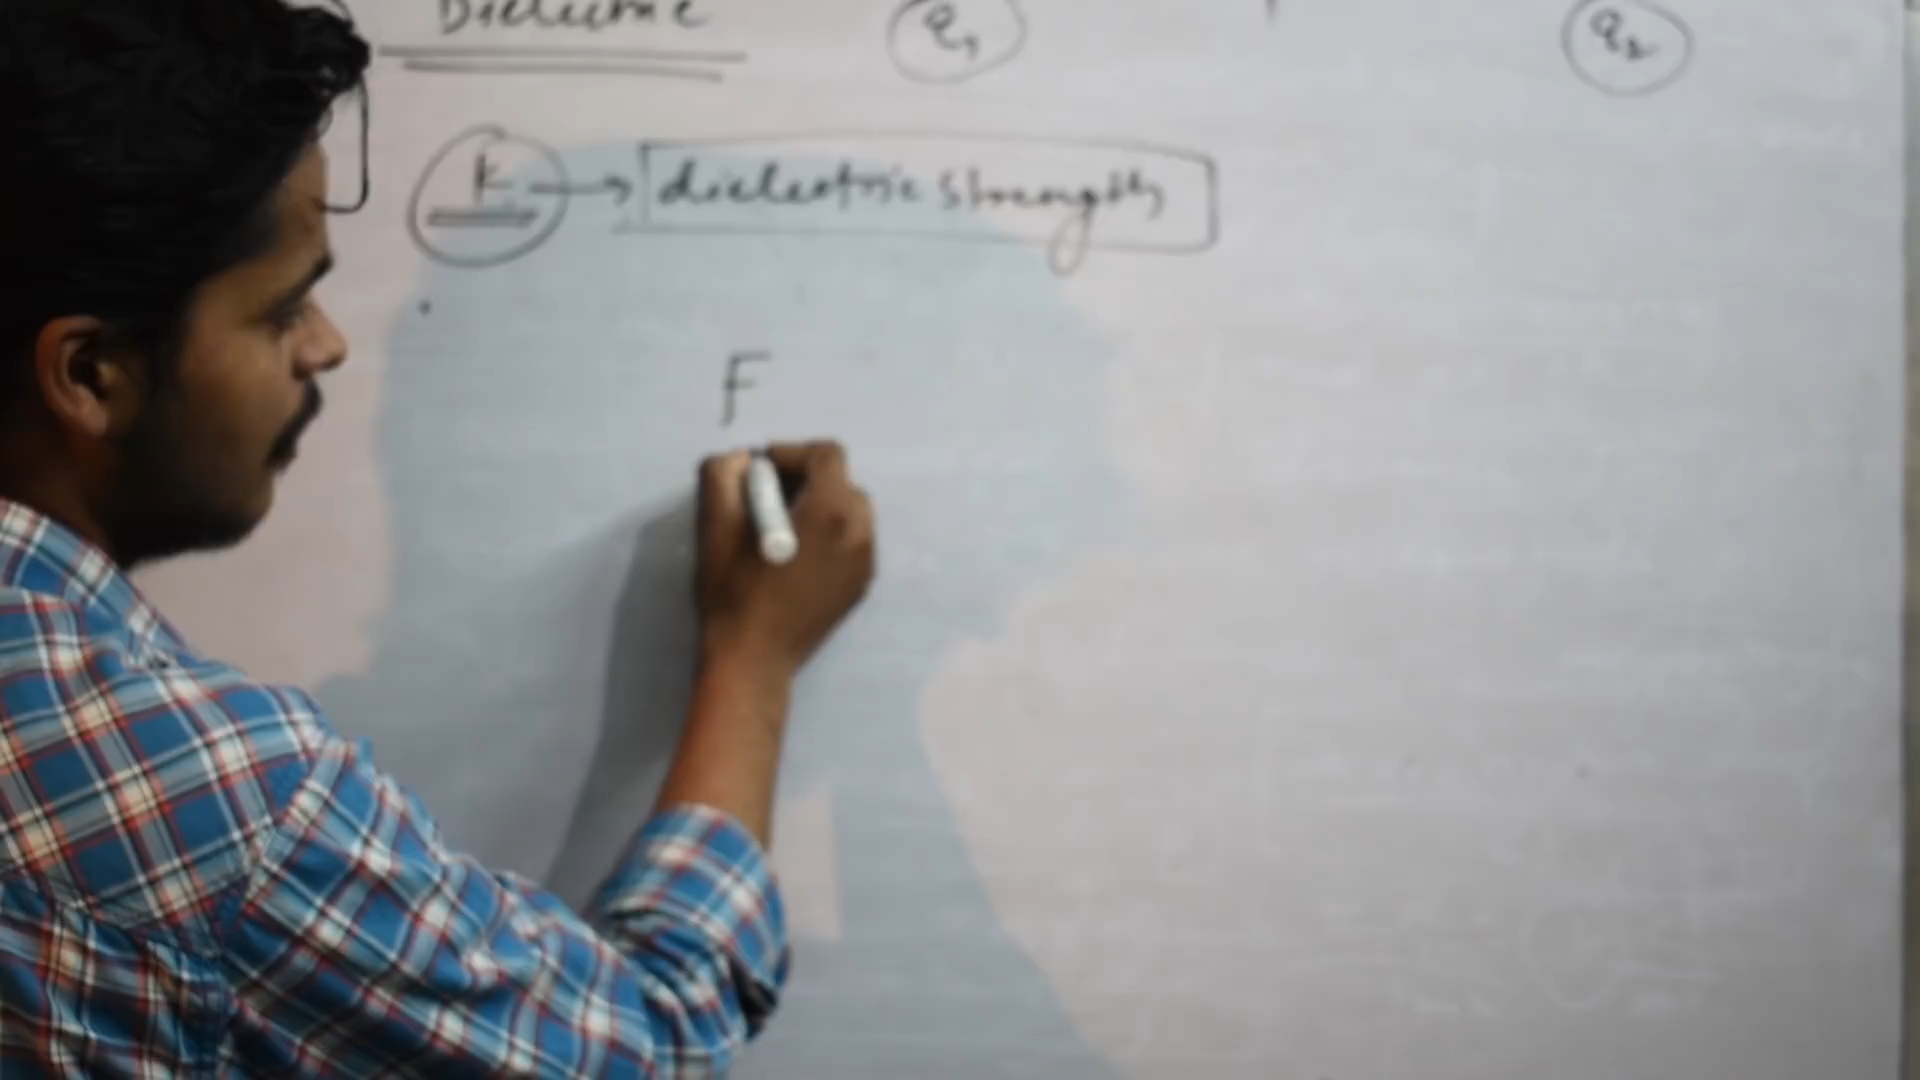 Dielectric q1 q2
k → dielectric strength
F